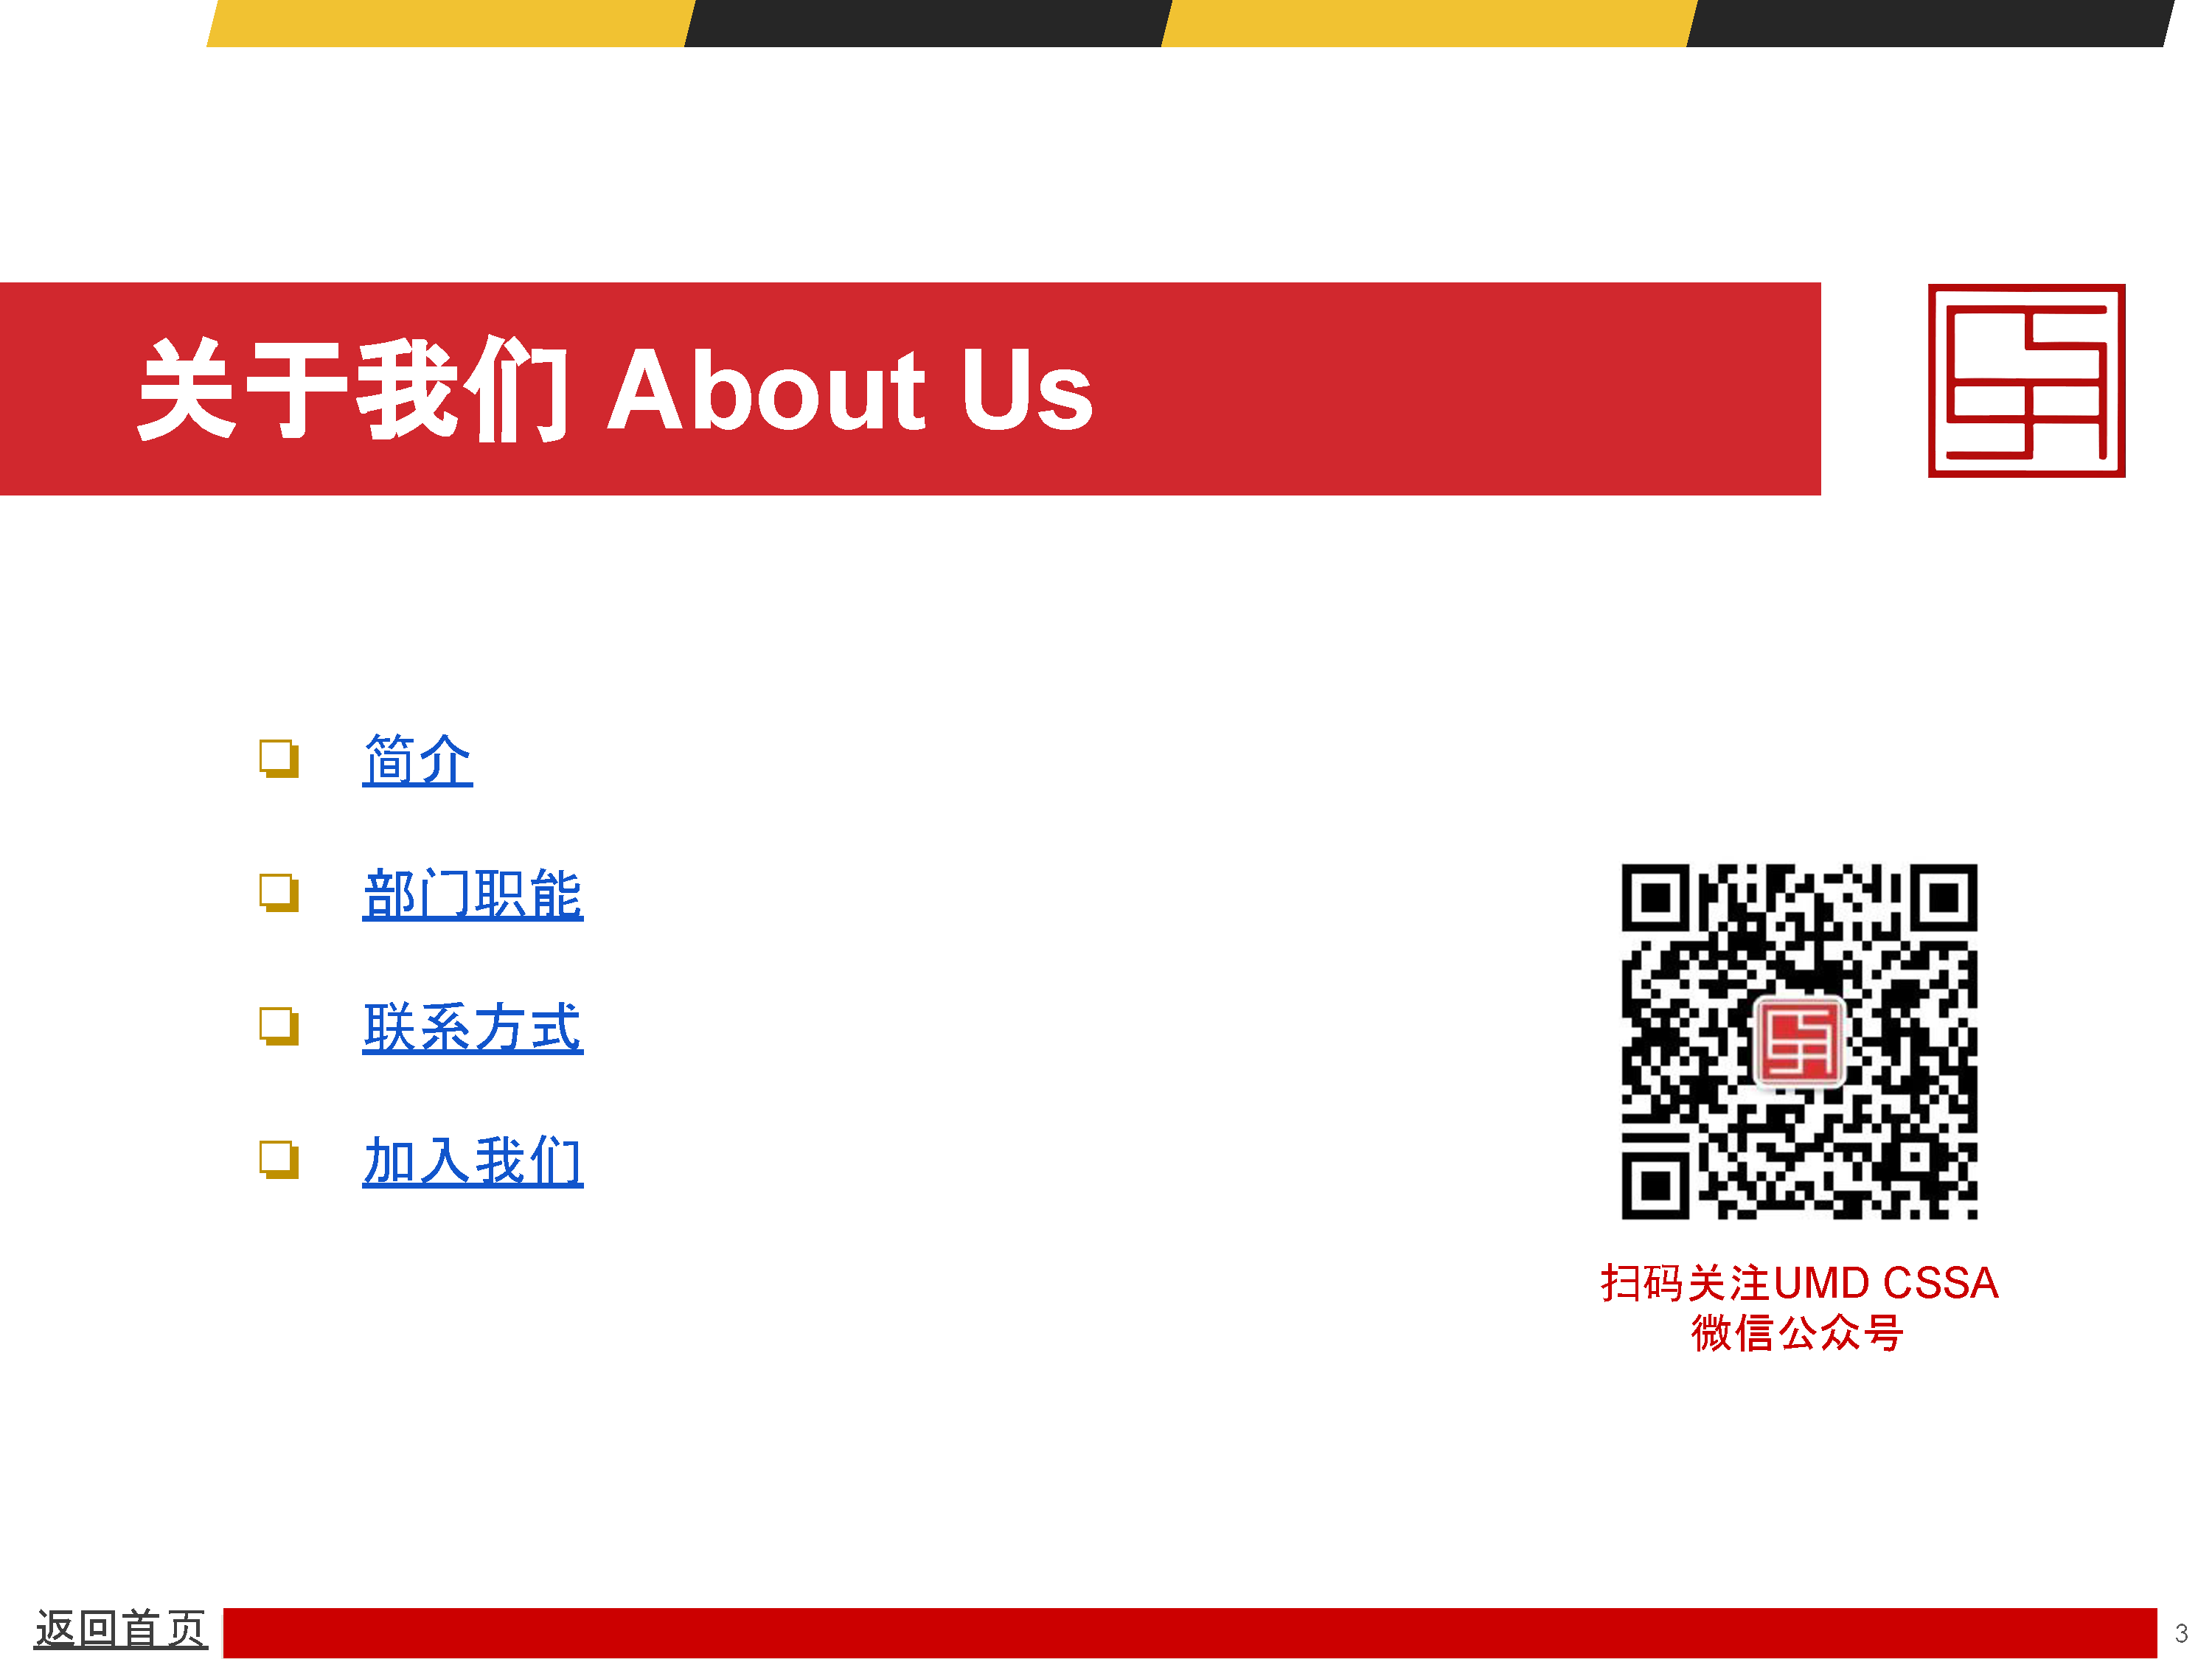 关于我们 About Us
简介
部门职能
联系方式
加入我们
扫码关注UMD CSSA
微信公众号
返回首页
3